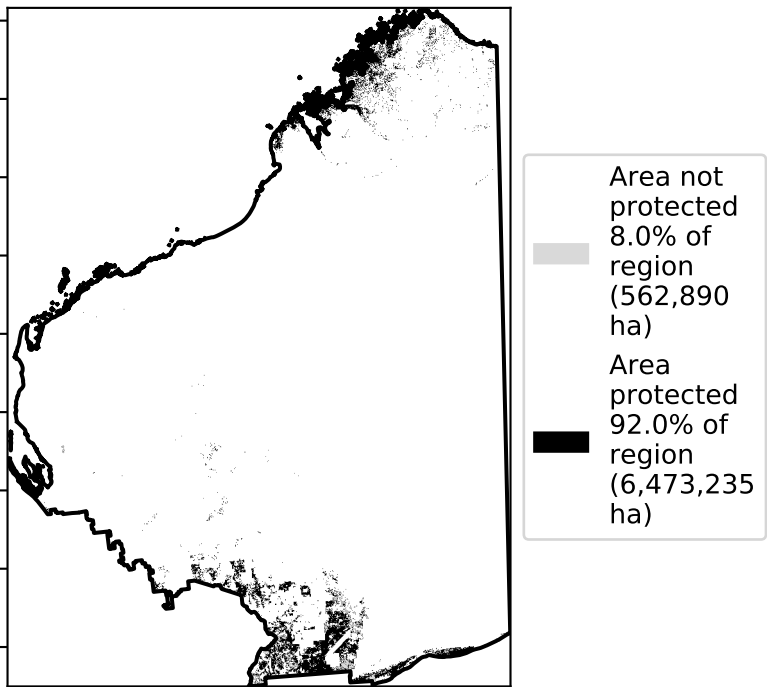 Area not
protected
8.0% of
region
(562,890
ha)
Area
protected
92.0% of
region
(6,473,235
ha)